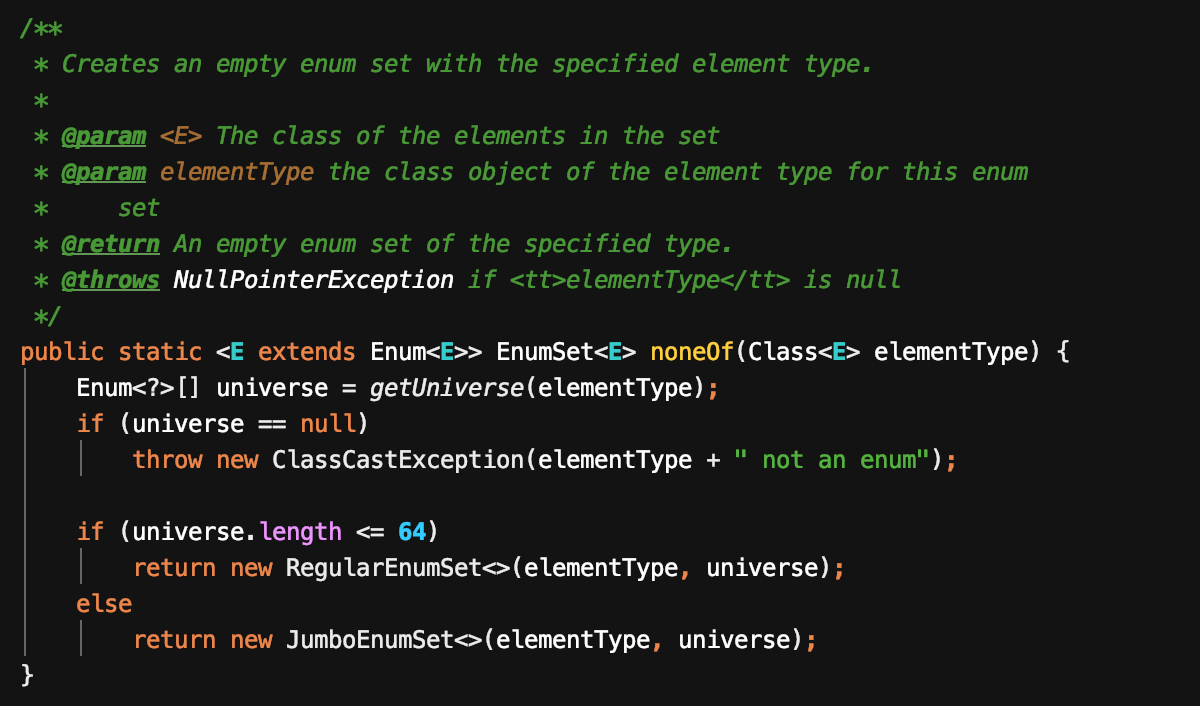 /**
 * Creates an empty enum set with the specified element type.
 *
 * @param <E> The class of the elements in the set
 * @param elementType the class object of the element type for this enum
 *     set
 * @return An empty enum set of the specified type.
 * @throws NullPointerException if <tt>elementType</tt> is null
 */
public static <E extends Enum<E>> EnumSet<E> noneOf(Class<E> elementType) {
    Enum<?>[] universe = getUniverse(elementType);
    if (universe == null)
        throw new ClassCastException(elementType + " not an enum");

    if (universe.length <= 64)
        return new RegularEnumSet<>(elementType, universe);
    else
        return new JumboEnumSet<>(elementType, universe);
}